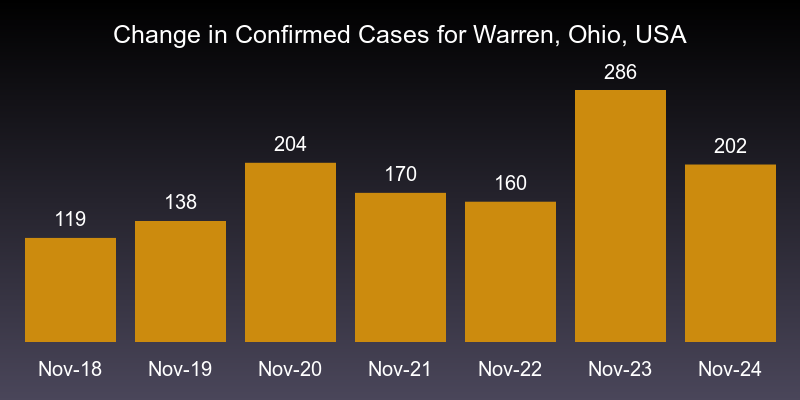 Change in Confirmed Cases for Warren, Ohio, USA
119
138
204
170
160
286
202
Nov-18
Nov-19
Nov-20
Nov-21
Nov-22
Nov-23
Nov-24